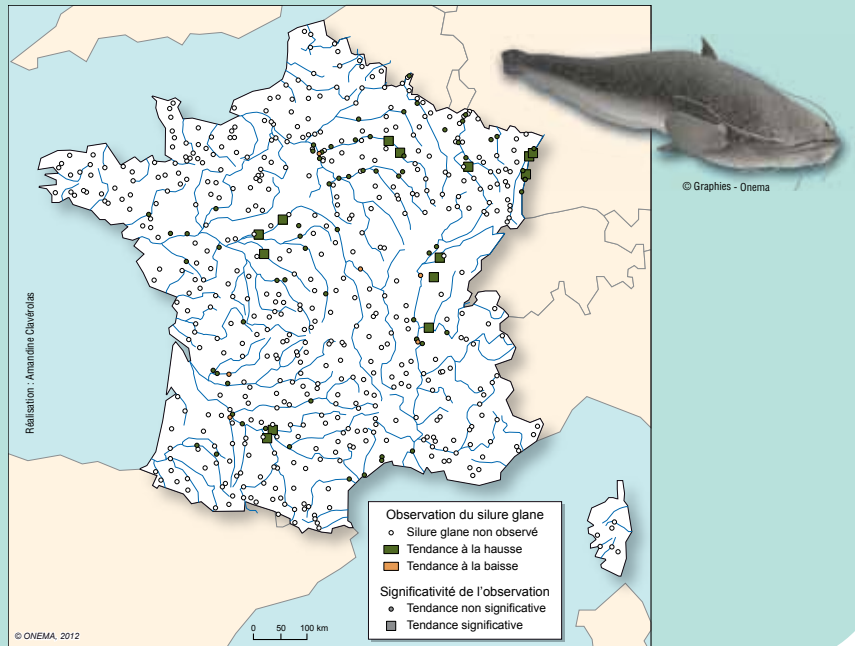 © Graphies - Onema
Réalisation : Amandine Clavérolas
Observation du silure glane
Silure glane non observé
Tendance à la hausse
Tendance à la baisse
Significativité de l'observation
Tendance non significative
Tendance significative
0 50 100 km
© ONEMA, 2012